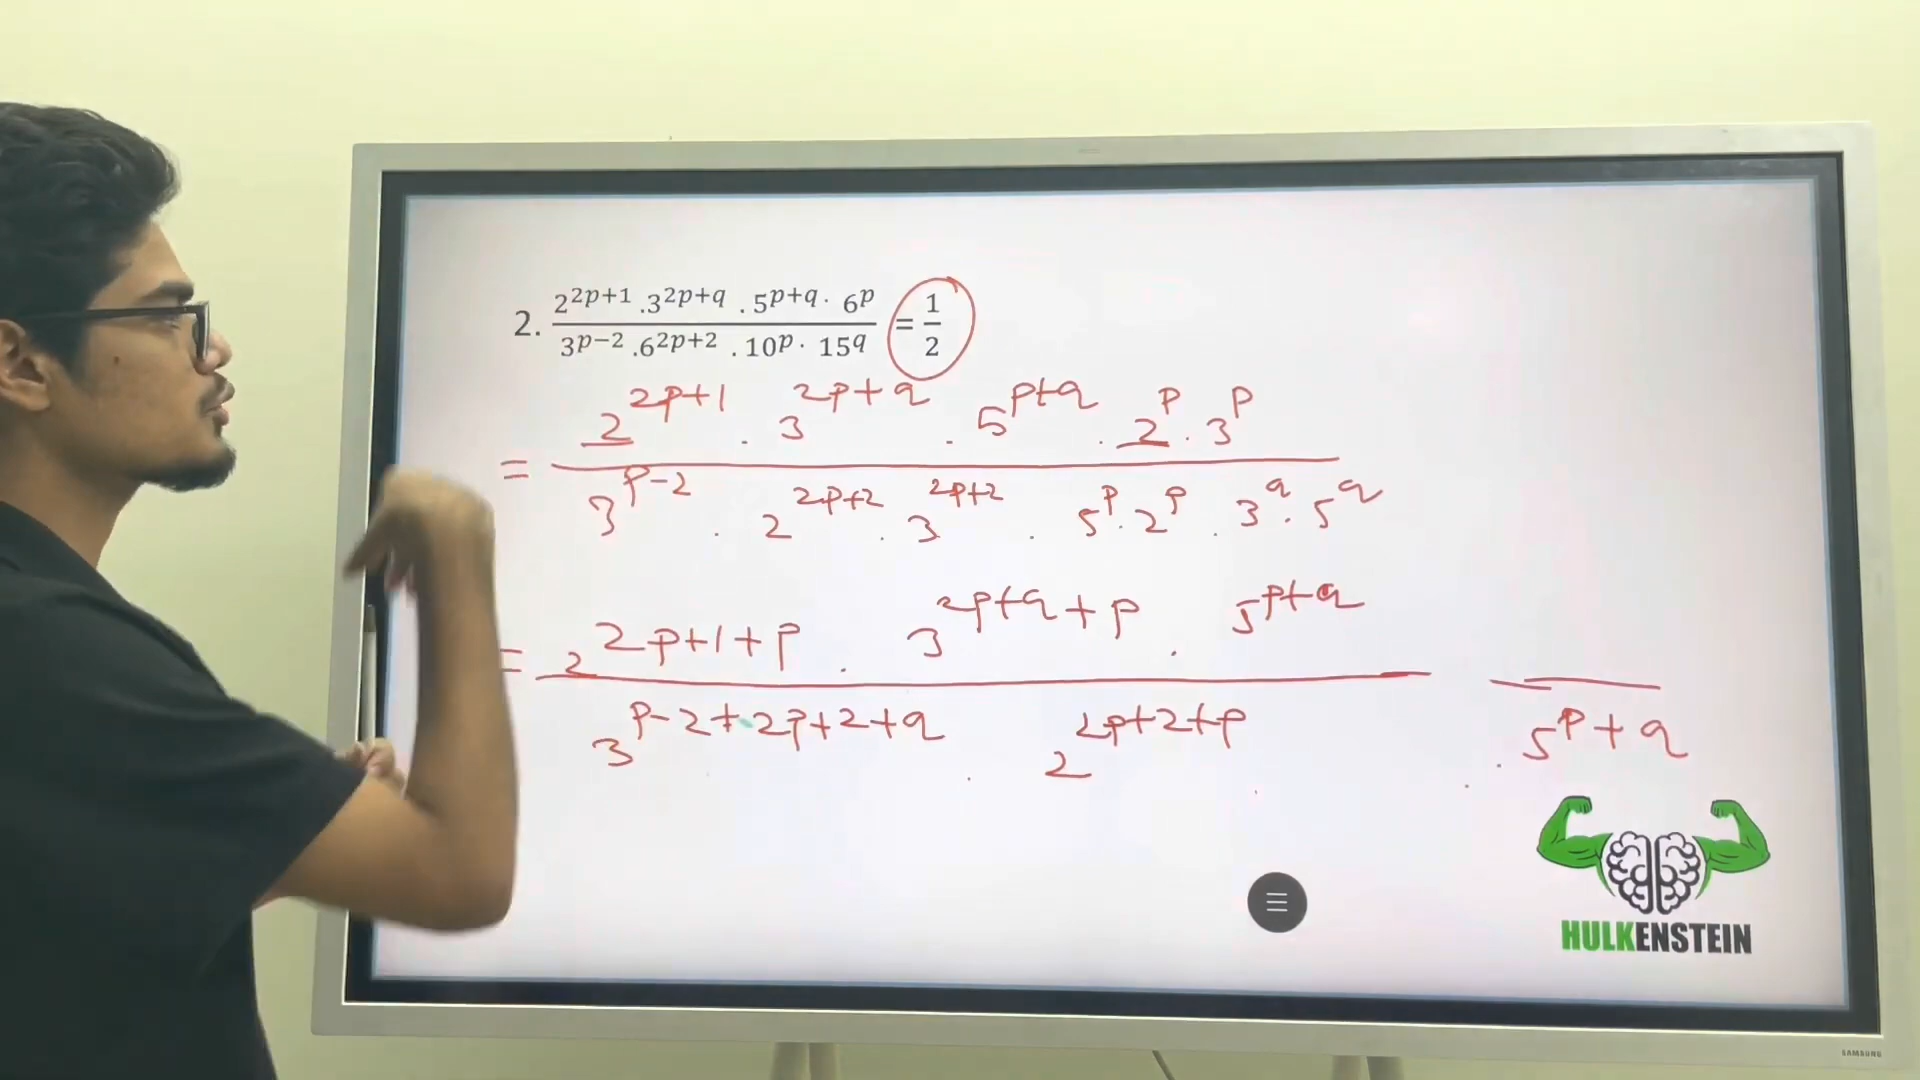 2. 2^{2p+1} .3^{2p+q} . 5^{p+q} . 6^p / 3^{p-2} .6^{2p+2} . 10^p . 15^q = 1/2
= 2^{2p+1} . 3^{2p+q} . 5^{p+q} . 2^p . 3^p / 3^{p-2} . 2^{2p+2} . 3^{2p+2} . 5^p . 2^p . 3^q . 5^q
= 2^{2p+1+p} . 3^{2p+q+p} . 5^{p+q} / 3^{p-2+2p+2+q} . 2^{2p+2+p} . 5^{p+q}
HULKENSTEIN
SAMSUNG